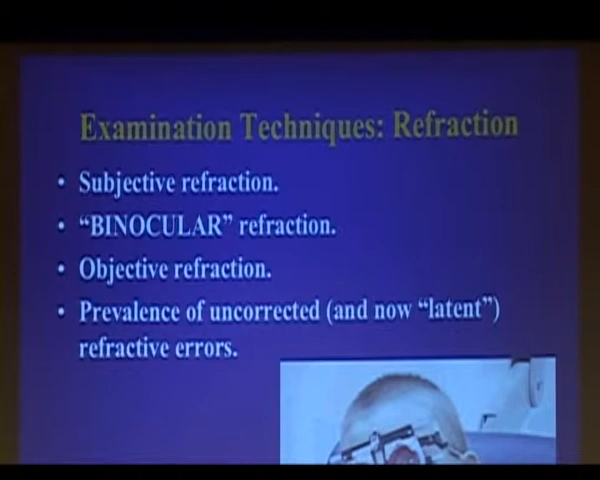 Examination Techniques: Refraction
• Subjective refraction.
• “BINOCULAR” refraction.
• Objective refraction.
• Prevalence of uncorrected (and now “latent”)
refractive errors.